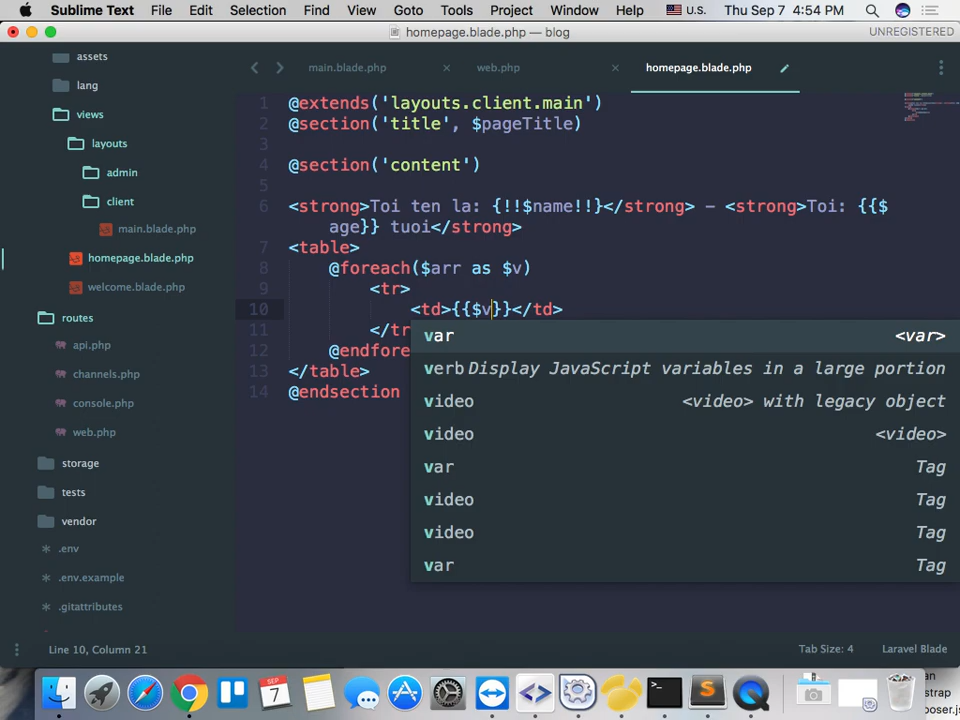 Sublime Text File Edit Selection Find View Goto Tools Project Window Help U.S. Thu Sep 7 4:54 PM
homepage.blade.php — blog UNREGISTERED
main.blade.php × web.php × homepage.blade.php
assets
lang
views
layouts
admin
client
main.blade.php
homepage.blade.php
welcome.blade.php
routes
api.php
channels.php
console.php
web.php
storage
tests
vendor
.env
.env.example
.gitattributes
1 @extends('layouts.client.main')
2 @section('title', $pageTitle)
3
4 @section('content')
5
6 <strong>Toi ten la: {!!$name!!}</strong> - <strong>Toi: {{$
age}} tuoi</strong>
7 <table>
8 @foreach($arr as $v)
9 <tr>
10 <td>{{$v}}</td>
11 </tr
12 @endfore
13 </table>
14 @endsection
var <var>
verb Display JavaScript variables in a large portion
video <video> with legacy object
video <video>
var Tag
video Tag
video Tag
var Tag
Line 10, Column 21 Tab Size: 4 Laravel Blade
SEP
7
an
strap
poser.js